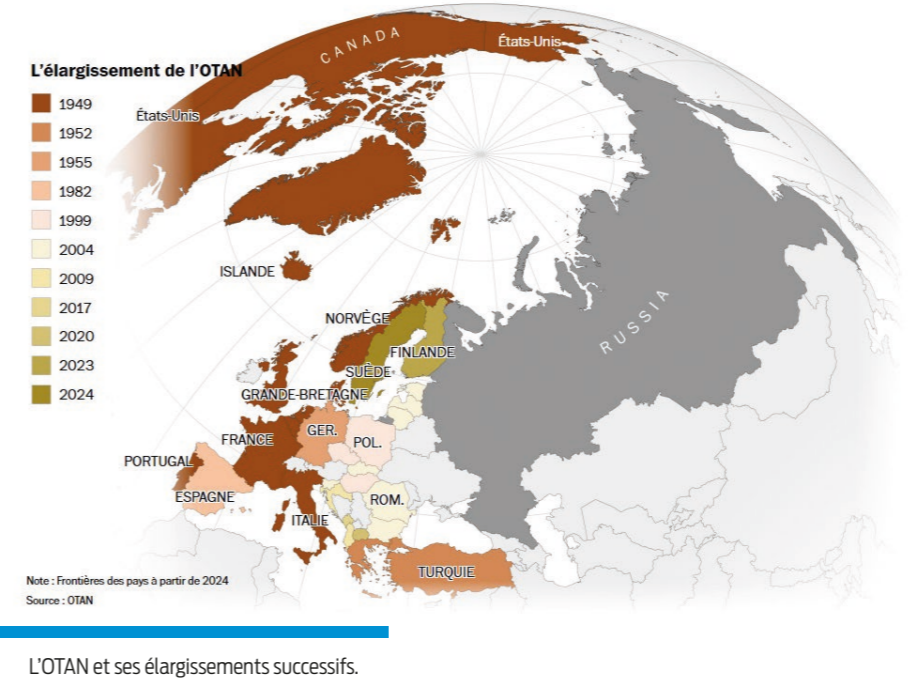 L'élargissement de l'OTAN
1949
1952
1955
1982
1999
2004
2009
2017
2020
2023
2024
CANADA
États-Unis
États-Unis
ISLANDE
NORVÈGE
FINLANDE
SUÈDE
GRANDE-BRETAGNE
RUSSIA
FRANCE
GER.
POL.
PORTUGAL
ESPAGNE
ITALIE
ROM.
TURQUIE
Note : Frontières des pays à partir de 2024
Source : OTAN
L'OTAN et ses élargissements successifs.